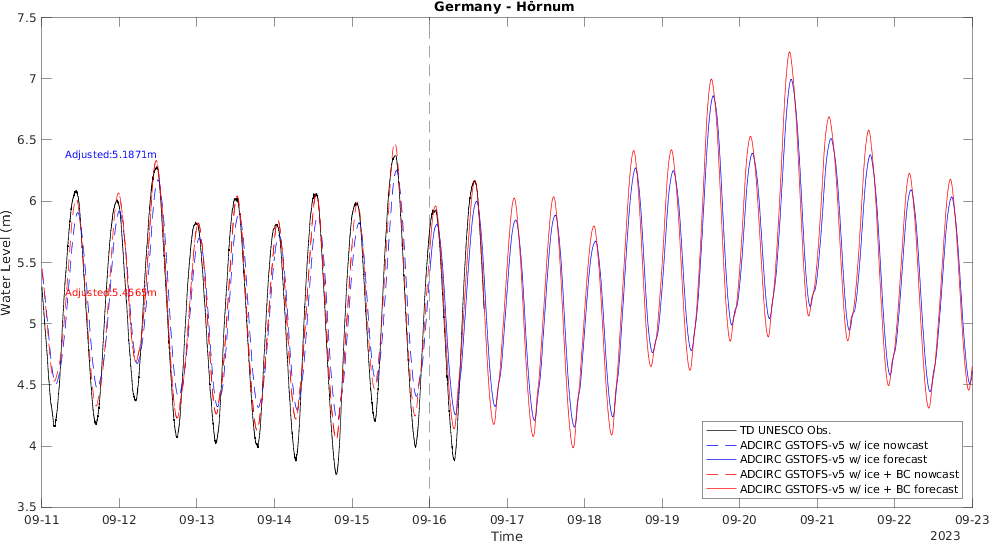 Germany - Hörnum
7.5
7
6.5
6
5.5
5
4.5
4
3.5
Water Level (m)
Adjusted:5.1871m
Adjusted:5.4565m
TD UNESCO Obs.
ADCIRC GSTOFS-v5 w/ ice nowcast
ADCIRC GSTOFS-v5 w/ ice forecast
ADCIRC GSTOFS-v5 w/ ice + BC nowcast
ADCIRC GSTOFS-v5 w/ ice + BC forecast
09-11 09-12 09-13 09-14 09-15 09-16 09-17 09-18 09-19 09-20 09-21 09-22 09-23
Time
2023